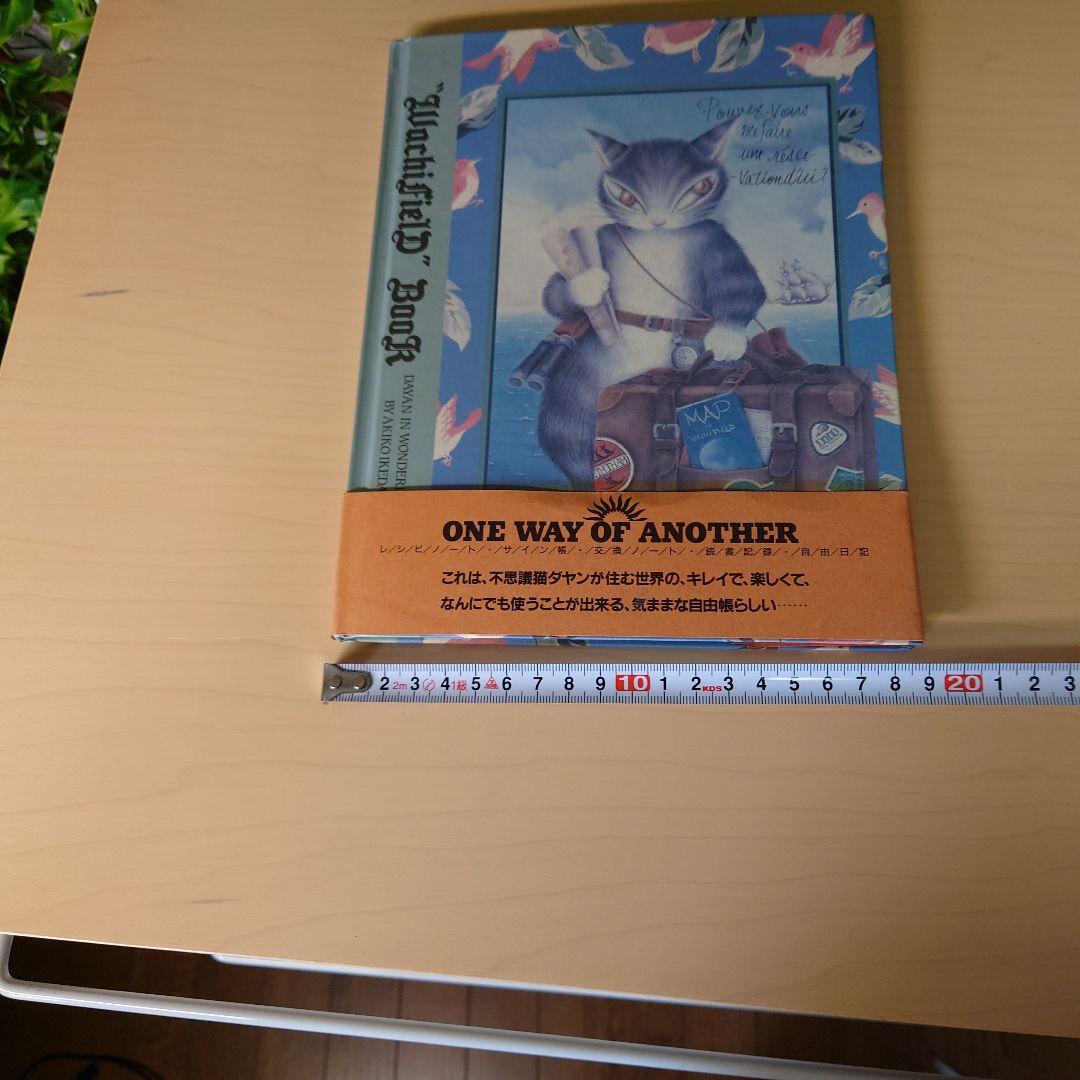 "Wachifield" Book
DAYAN IN WONDER
BY AKIKO IKEDA
Pouvez-vous
me faire
une réser-
MAP
WACHIFIELD
ONE WAY OF ANOTHER
レ/シ/ピ/ノ/ー/ト/・/サ/イ/ン/帳/・/交/換/ノ/ー/ト/・/読/書/記/録/・/自/由/日/記
これは、不思議猫ダヤンが住む世界の、キレイで、楽しくて、
なんにでも使うことが出来る、気ままな自由帳らしい……
2 2m 3 4 1級 5 6 7 8 9 10 1 2 KDS 3 4 5 6 7 8 9 20 1 2 3